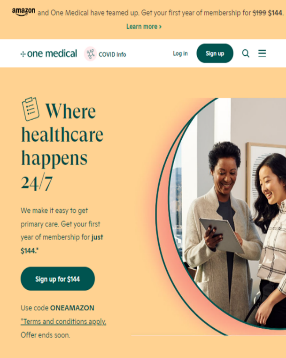 amazon and One Medical have teamed up. Get your first year of membership for $199 $144.
Learn more >
one medical COVID Info Log in Sign up
Where
healthcare
happens
24/7
We make it easy to get
primary care. Get your first
year of membership for just
$144.*
Sign up for $144
Use code ONEAMAZON
*Terms and conditions apply.
Offer ends soon.